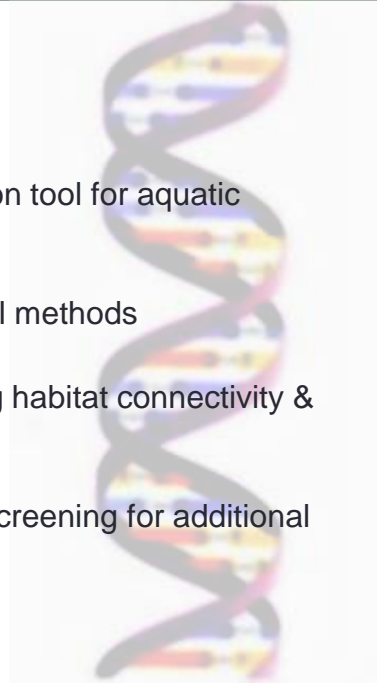 on tool for aquatic
l methods
habitat connectivity &
creening for additional